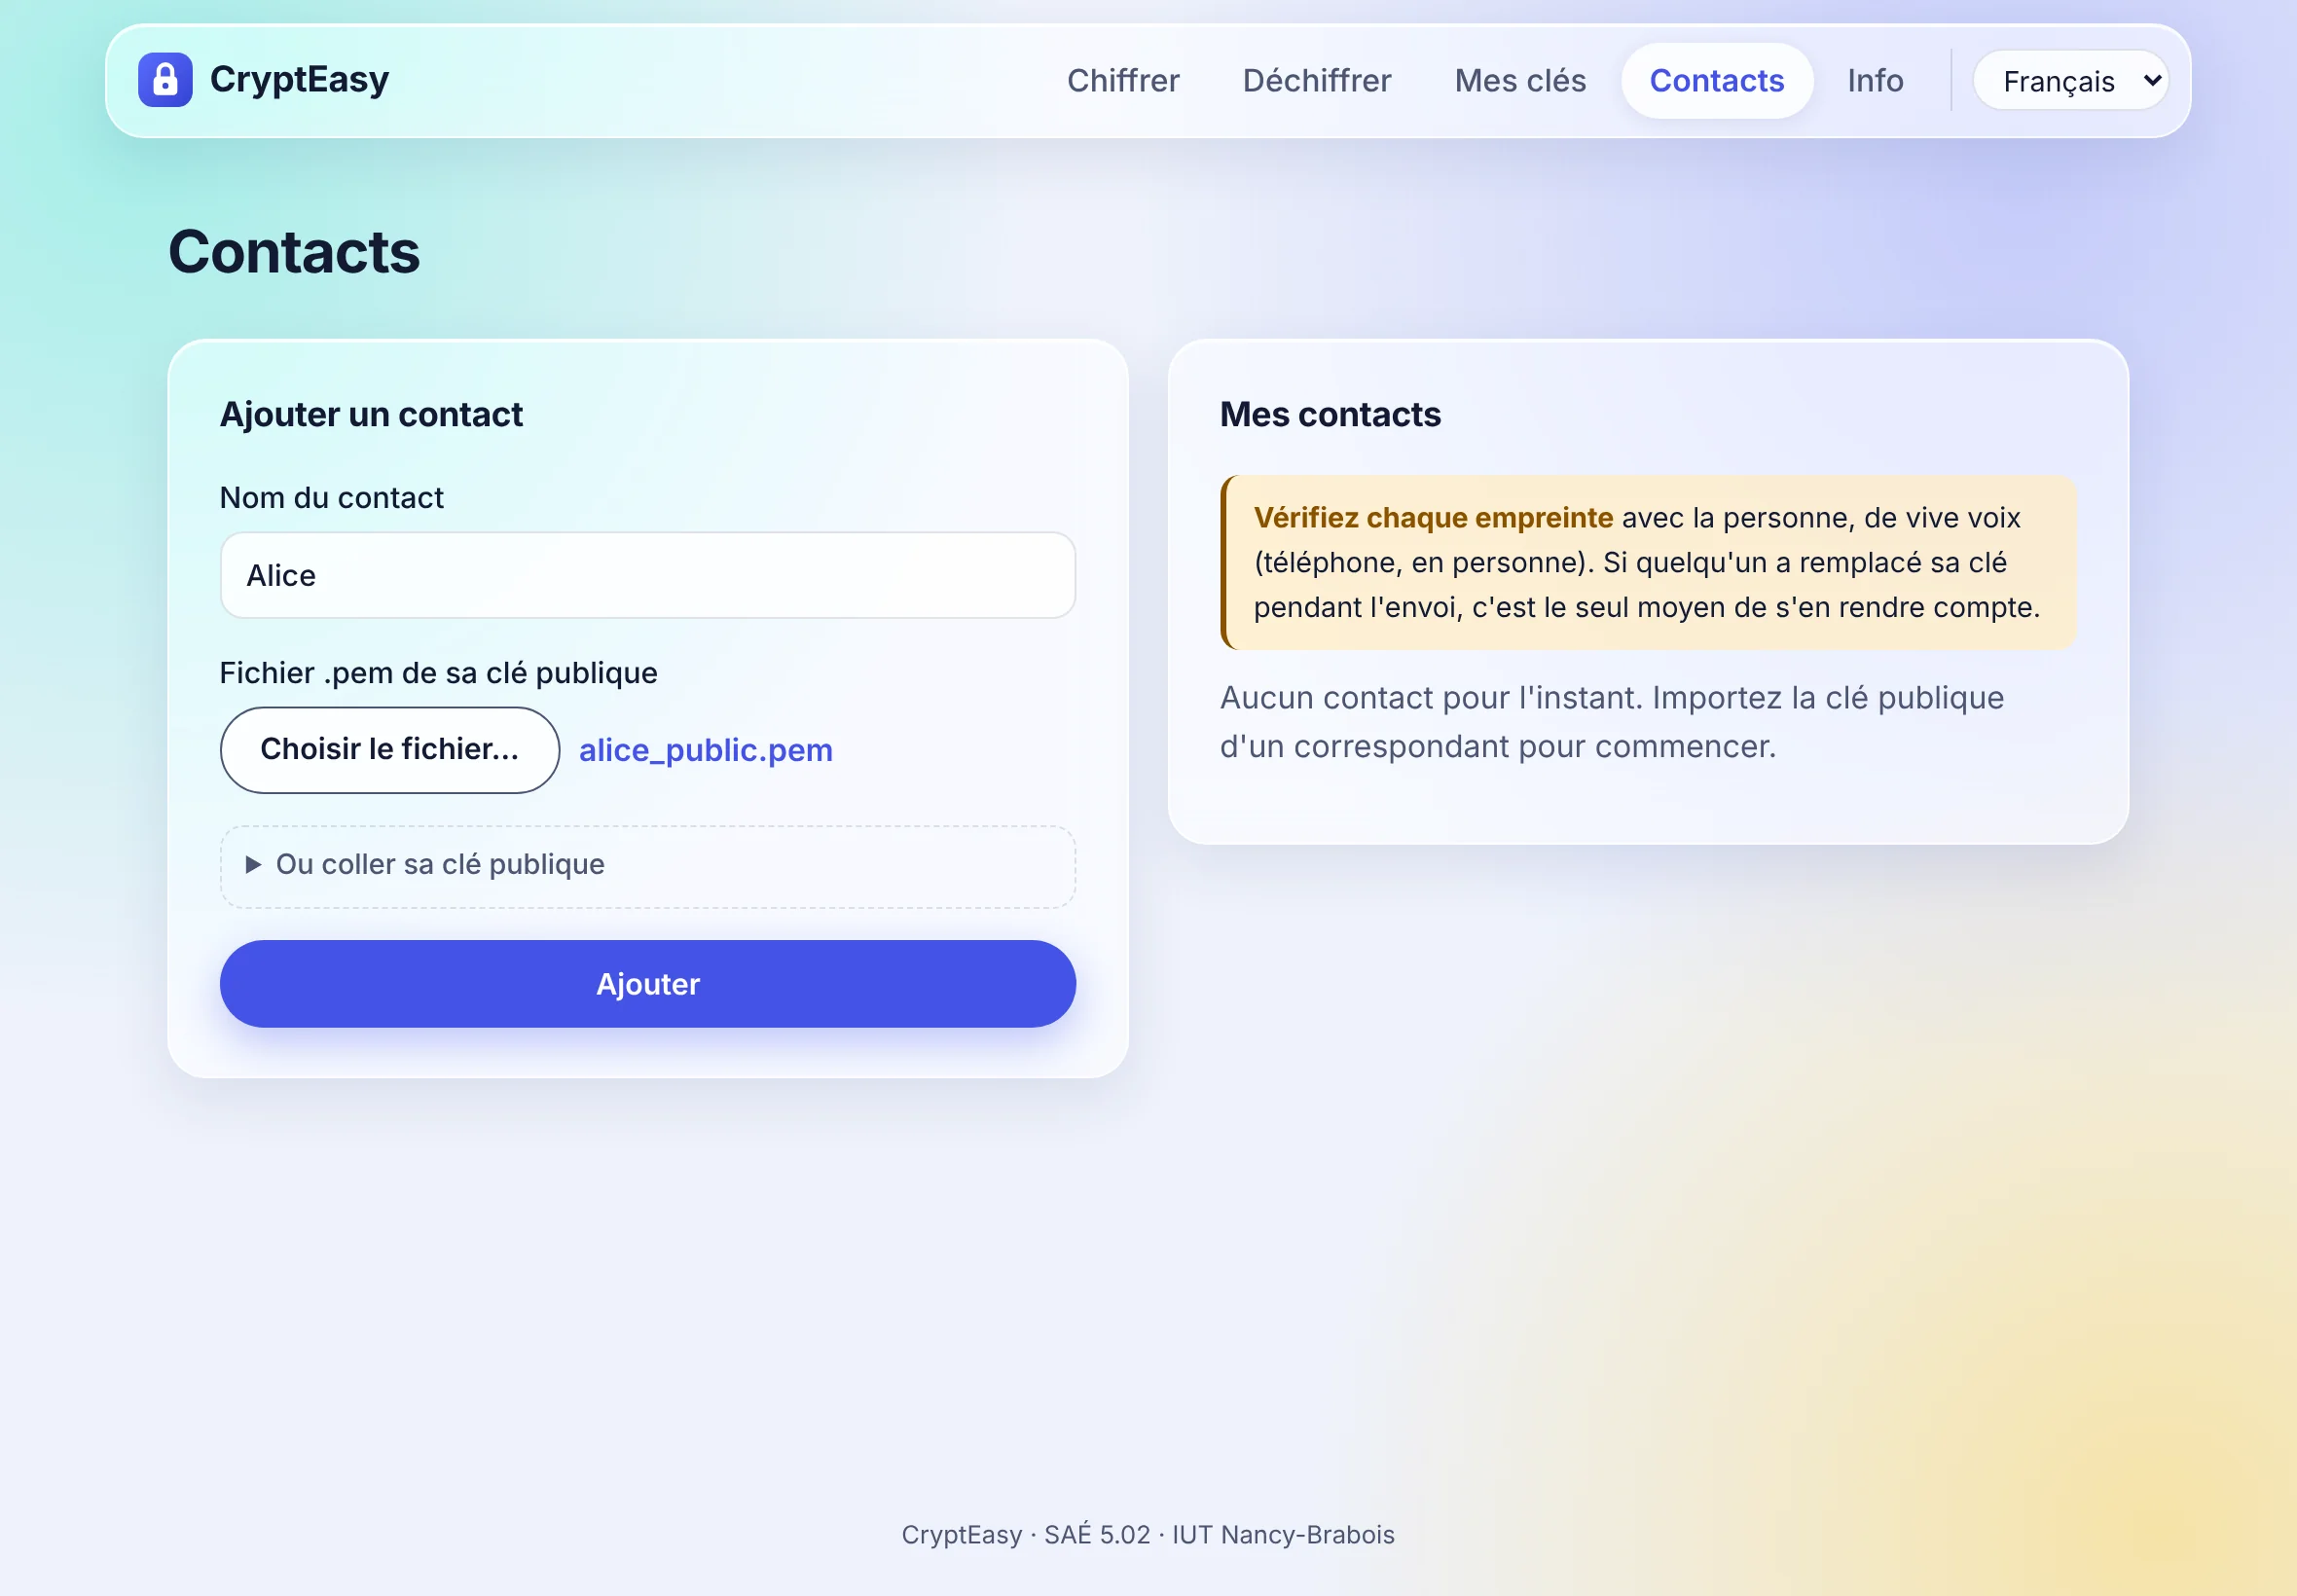 CryptEasy
Chiffrer
Déchiffrer
Mes clés
Contacts
Info
Français
Contacts
Ajouter un contact
Nom du contact
Alice
Fichier .pem de sa clé publique
Choisir le fichier...
alice_public.pem
Ou coller sa clé publique
Ajouter
Mes contacts
Vérifiez chaque empreinte avec la personne, de vive voix
(téléphone, en personne). Si quelqu'un a remplacé sa clé
pendant l'envoi, c'est le seul moyen de s'en rendre compte.
Aucun contact pour l'instant. Importez la clé publique
d'un correspondant pour commencer.
CryptEasy · SAÉ 5.02 · IUT Nancy-Brabois